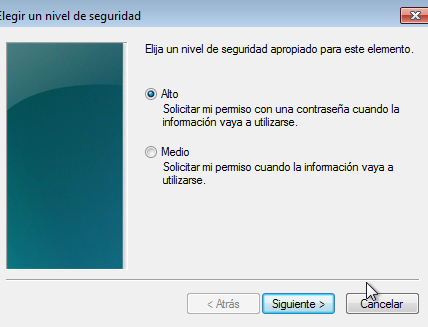 Elegir un nivel de seguridad
Elija un nivel de seguridad apropiado para este elemento.
Alto
Solicitar mi permiso con una contraseña cuando la
información vaya a utilizarse.
Medio
Solicitar mi permiso cuando la información vaya a
utilizarse.
< Atrás
Siguiente >
Cancelar